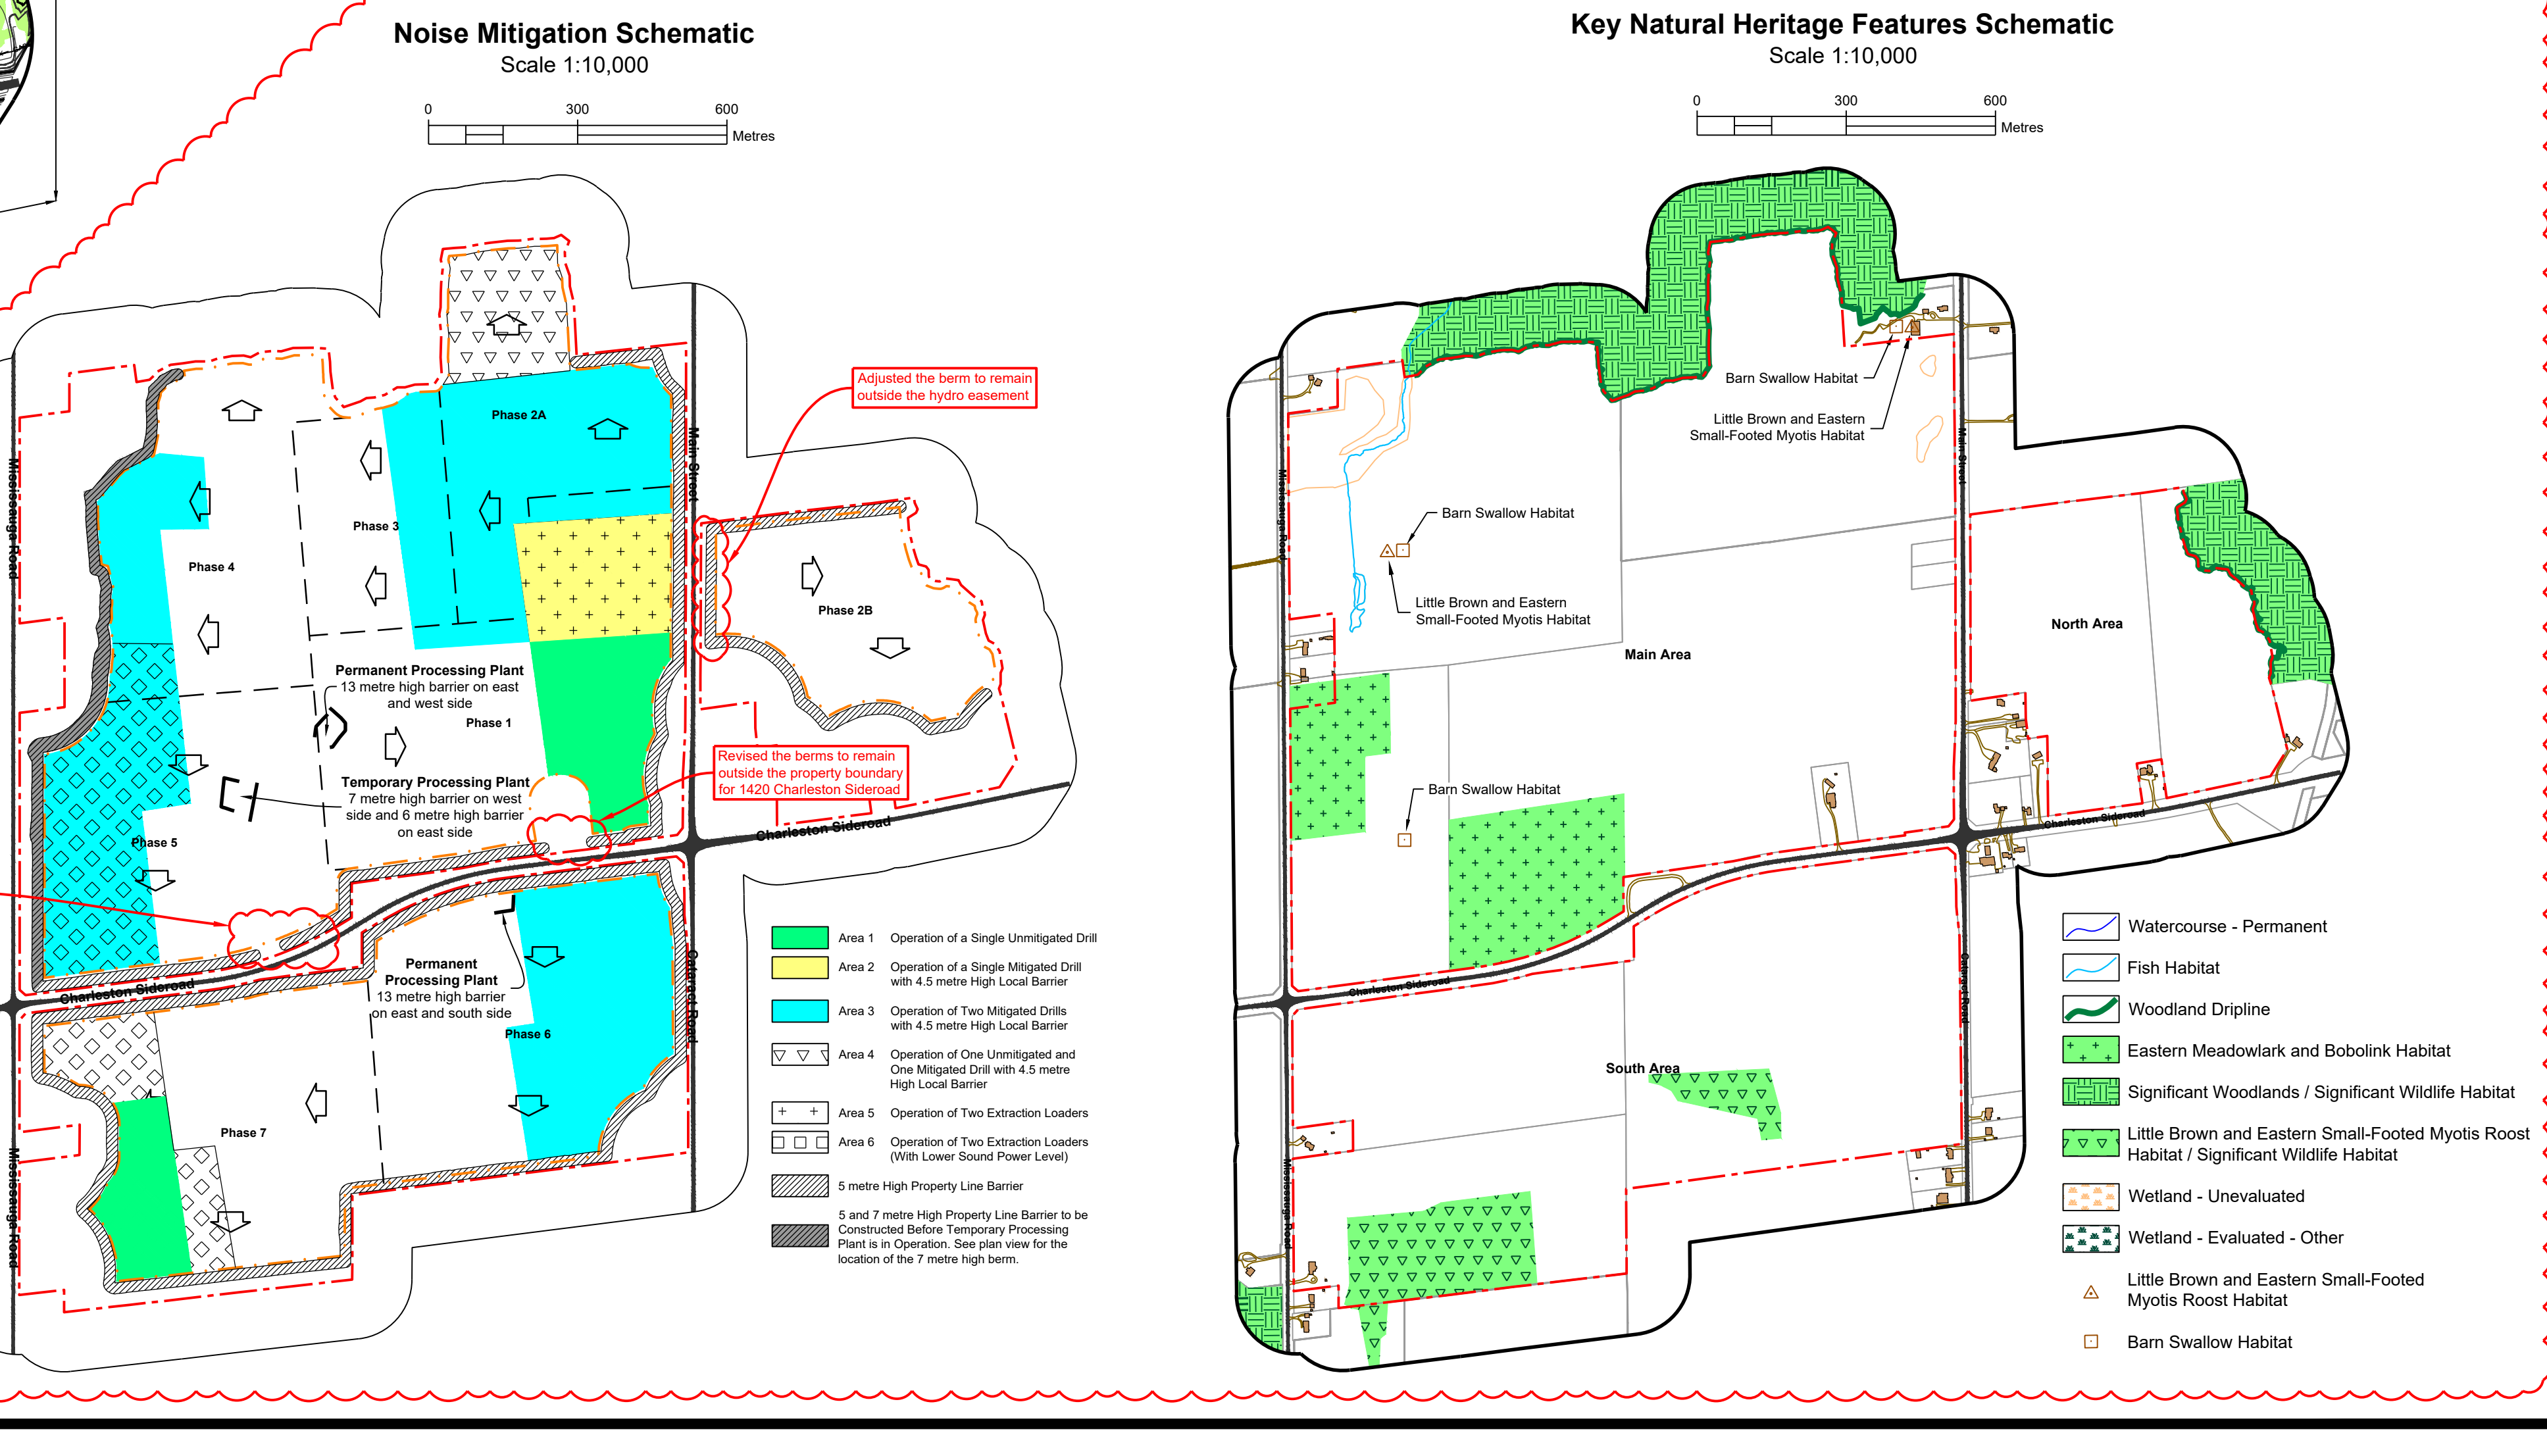 Noise Mitigation Schematic
Scale 1:10,000
0 300 600
Metres
Adjusted the berm to remain
outside the hydro easement
Phase 2A
Main Street
Mississauga Road
Phase 3
Phase 4
Phase 2B
Permanent Processing Plant
13 metre high barrier on east
and west side
Phase 1
Revised the berms to remain
outside the property boundary
for 1420 Charleston Sideroad
Temporary Processing Plant
7 metre high barrier on west
side and 6 metre high barrier
on east side
Phase 5
Charleston Sideroad
Charleston Sideroad
Permanent
Processing Plant
13 metre high barrier
on east and south side
Phase 6
Cataract Road
Phase 7
Mississauga Road
Area 1 Operation of a Single Unmitigated Drill
Area 2 Operation of a Single Mitigated Drill
with 4.5 metre High Local Barrier
Area 3 Operation of Two Mitigated Drills
with 4.5 metre High Local Barrier
Area 4 Operation of One Unmitigated and
One Mitigated Drill with 4.5 metre
High Local Barrier
Area 5 Operation of Two Extraction Loaders
Area 6 Operation of Two Extraction Loaders
(With Lower Sound Power Level)
5 metre High Property Line Barrier
5 and 7 metre High Property Line Barrier to be
Constructed Before Temporary Processing
Plant is in Operation. See plan view for the
location of the 7 metre high berm.
Key Natural Heritage Features Schematic
Scale 1:10,000
0 300 600
Metres
Barn Swallow Habitat
Little Brown and Eastern
Small-Footed Myotis Habitat
Main Street
Mississauga Road
Barn Swallow Habitat
Little Brown and Eastern
Small-Footed Myotis Habitat
North Area
Main Area
Barn Swallow Habitat
Charleston Sideroad
Charleston Sideroad
Cataract Road
South Area
Mississauga Road
Watercourse - Permanent
Fish Habitat
Woodland Dripline
Eastern Meadowlark and Bobolink Habitat
Significant Woodlands / Significant Wildlife Habitat
Little Brown and Eastern Small-Footed Myotis Roost
Habitat / Significant Wildlife Habitat
Wetland - Unevaluated
Wetland - Evaluated - Other
Little Brown and Eastern Small-Footed
Myotis Roost Habitat
Barn Swallow Habitat